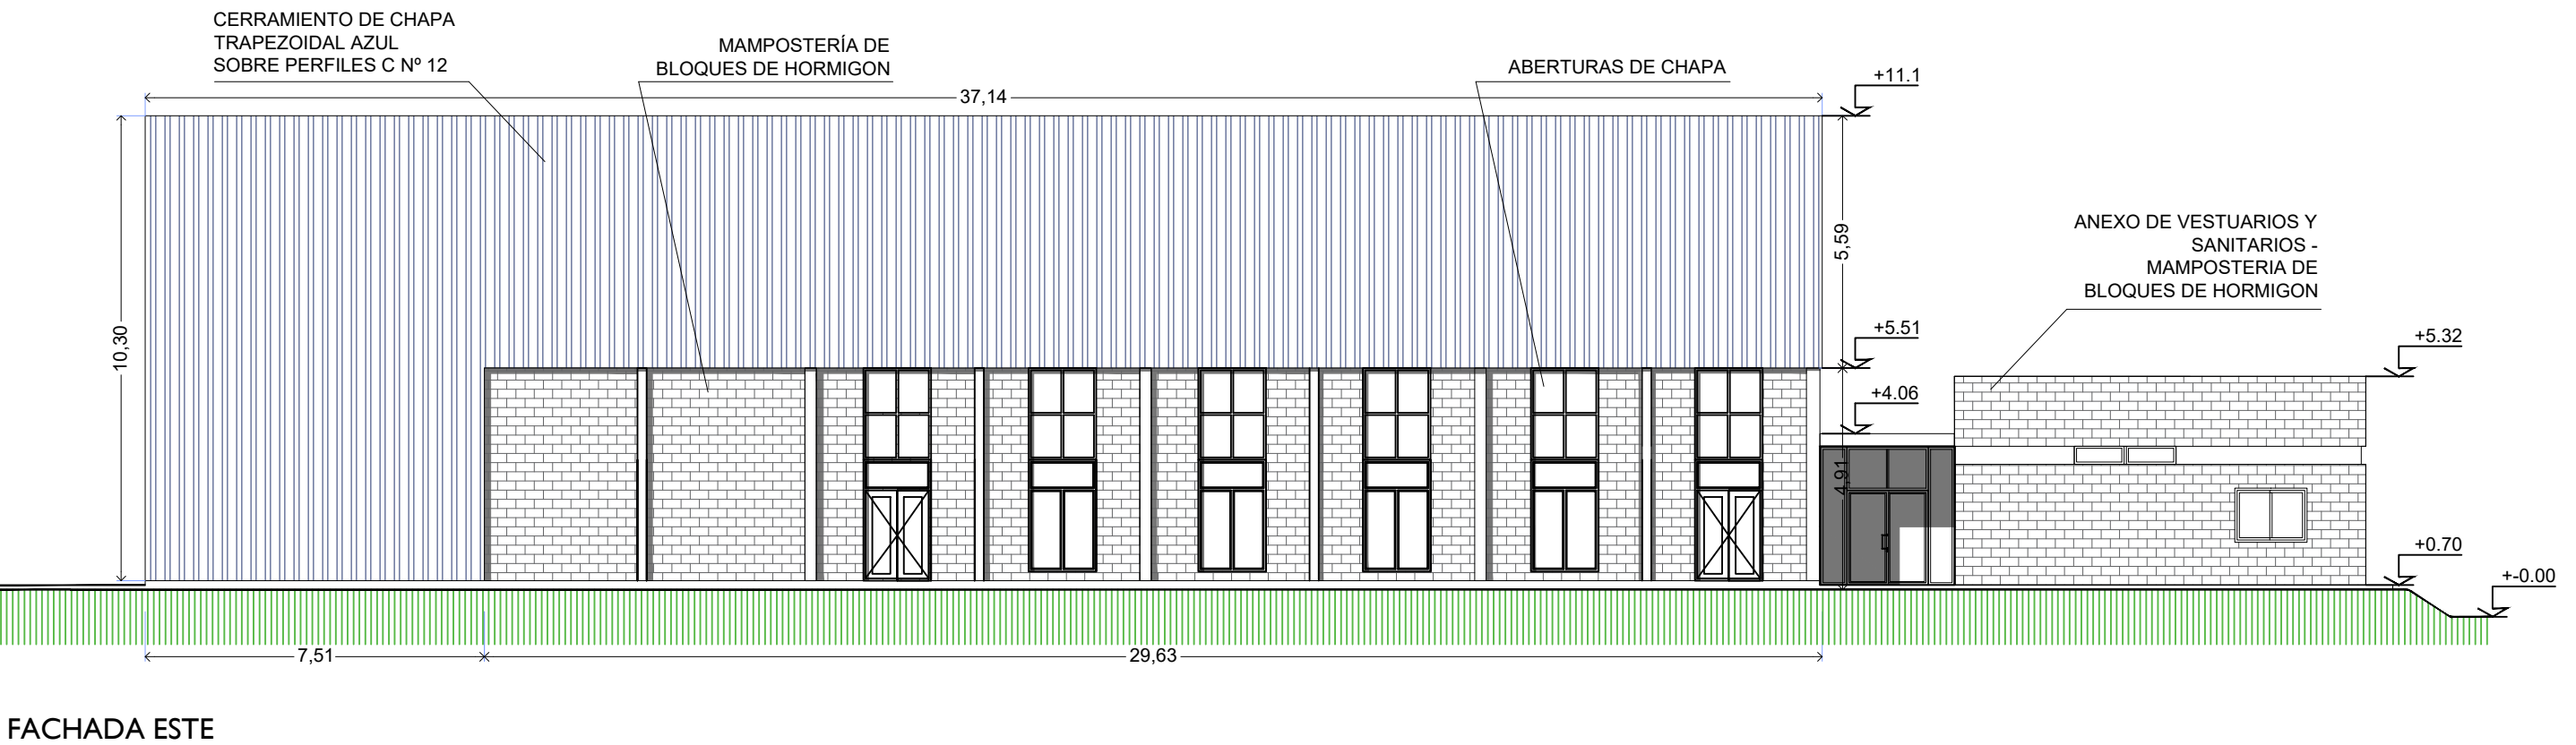 CERRAMIENTO DE CHAPA
TRAPEZOIDAL AZUL
SOBRE PERFILES C Nº 12
MAMPOSTERÍA DE
BLOQUES DE HORMIGON
ABERTURAS DE CHAPA
+11.1
37,14
5,59
10,30
ANEXO DE VESTUARIOS Y
SANITARIOS -
MAMPOSTERIA DE
BLOQUES DE HORMIGON
+5.51
+5.32
+4.06
4,91
+0.70
+-0.00
7,51
29,63
FACHADA ESTE